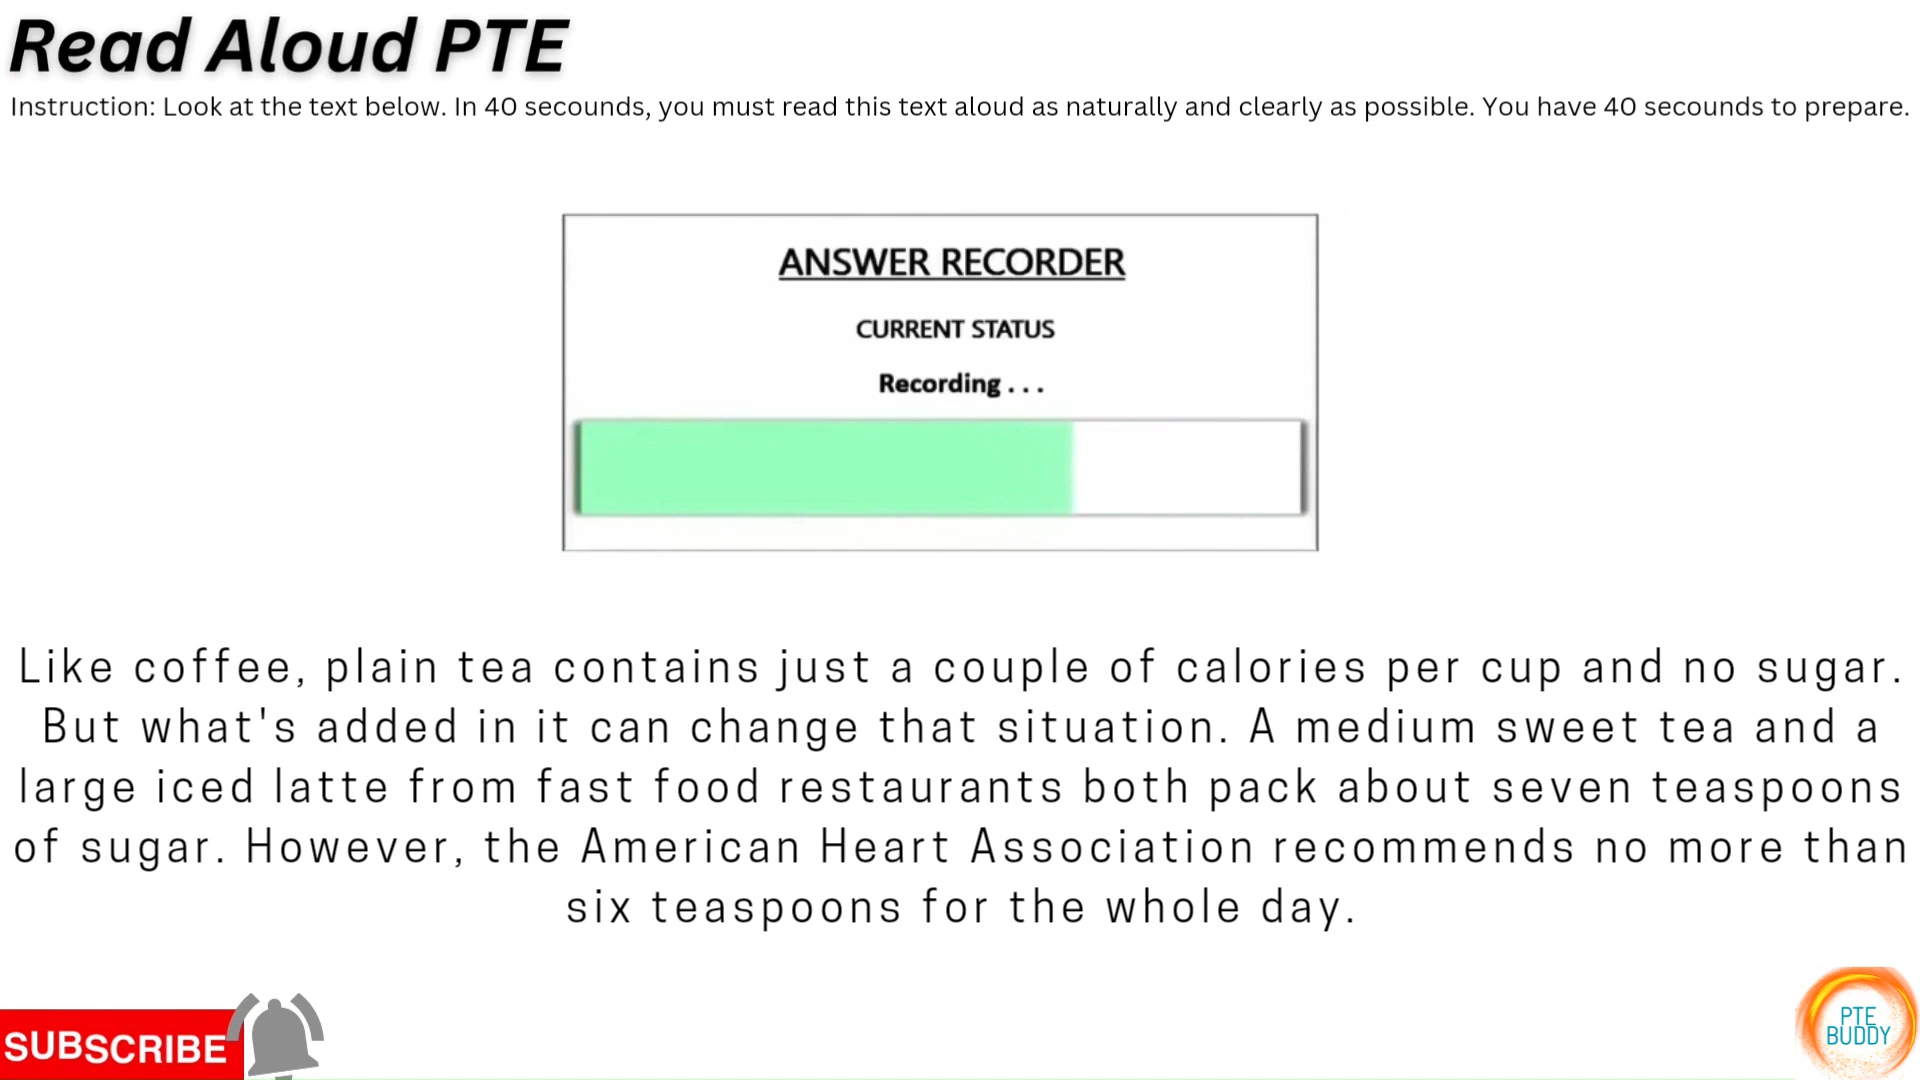 Read Aloud PTE
Instruction: Look at the text below. In 40 secounds, you must read this text aloud as naturally and clearly as possible. You have 40 secounds to prepare.
ANSWER RECORDER
CURRENT STATUS
Recording . . .
Like coffee, plain tea contains just a couple of calories per cup and no sugar.
But what's added in it can change that situation. A medium sweet tea and a
large iced latte from fast food restaurants both pack about seven teaspoons
of sugar. However, the American Heart Association recommends no more than
six teaspoons for the whole day.
SUBSCRIBE
PTE
BUDDY